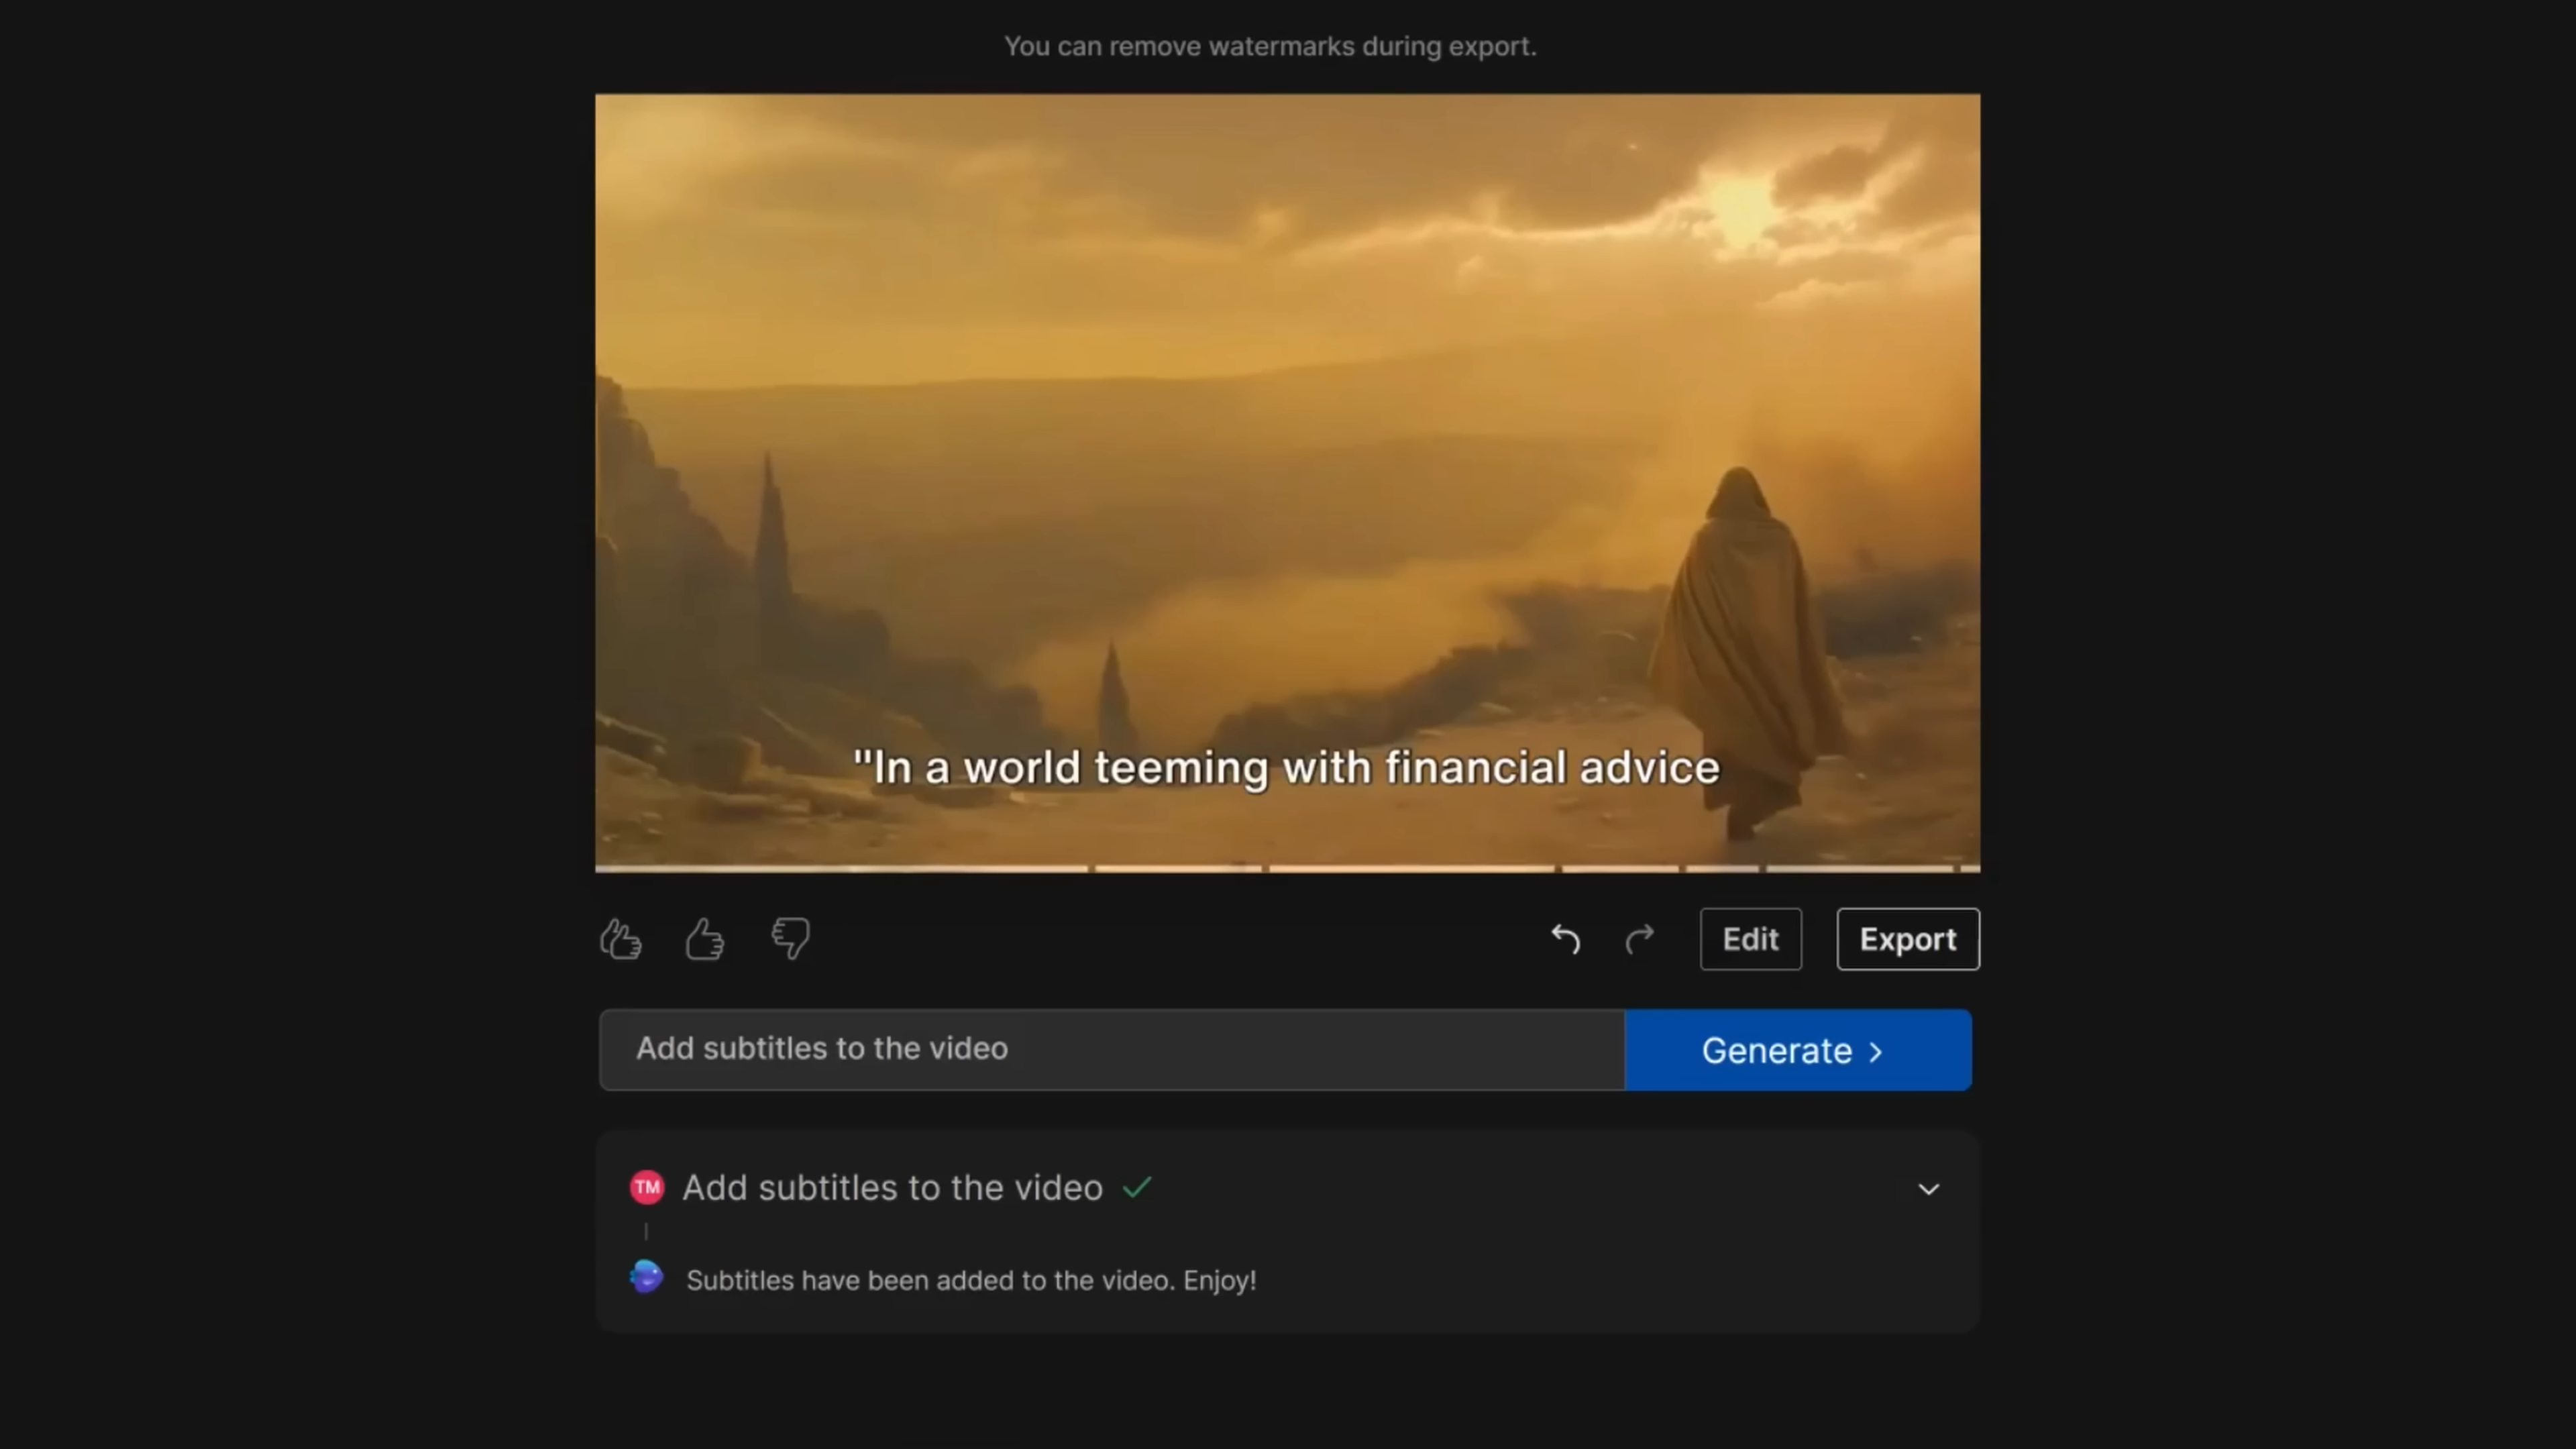 You can remove watermarks during export.
"In a world teeming with financial advice
Edit
Export
Add subtitles to the video
Generate >
TM Add subtitles to the video
Subtitles have been added to the video. Enjoy!